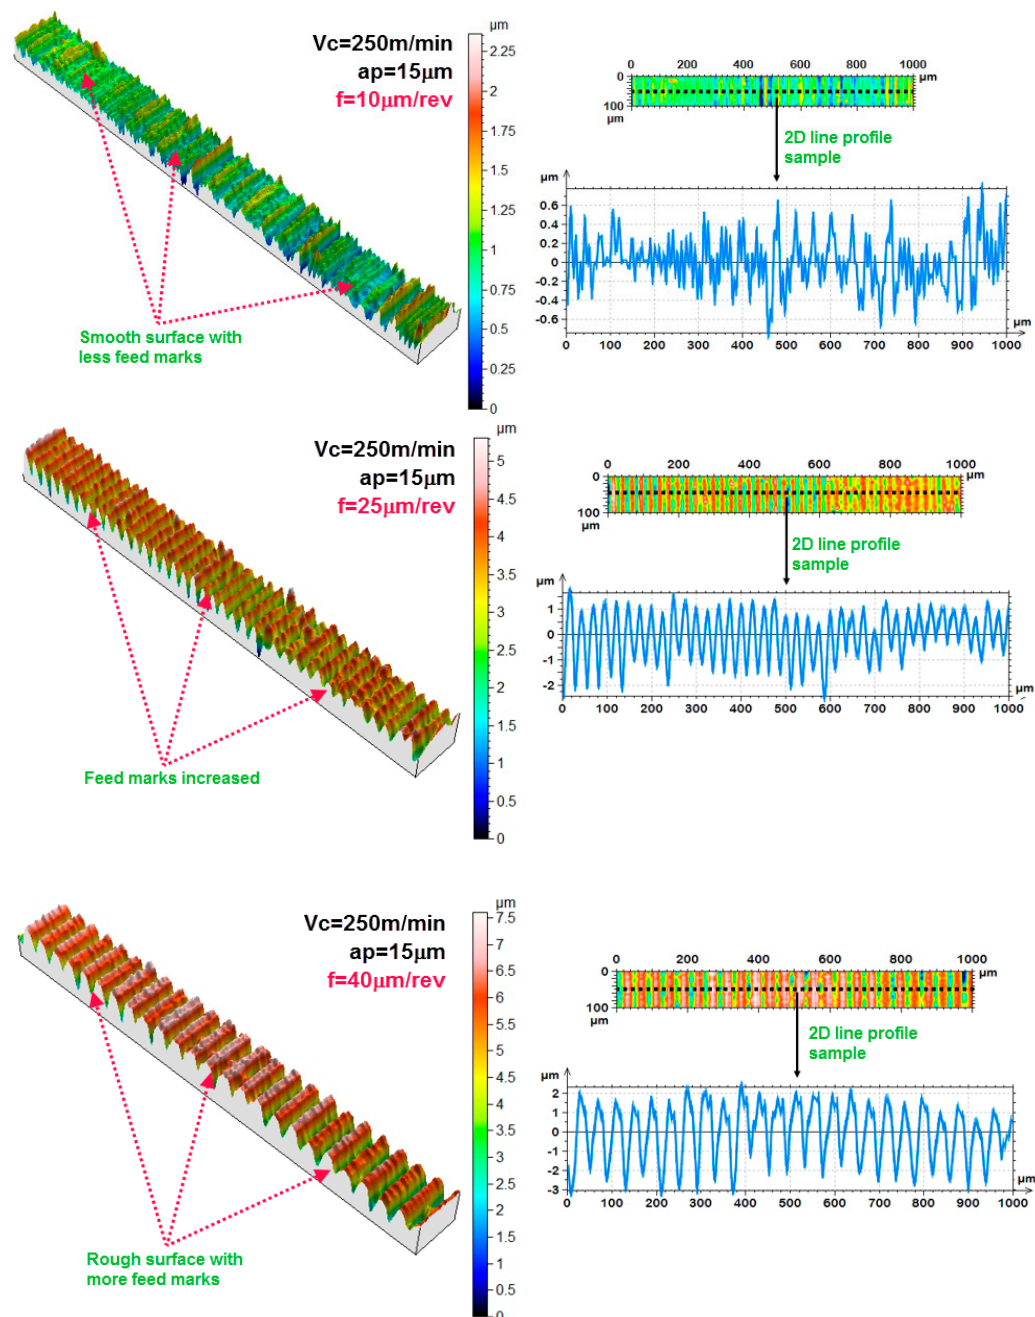 Vc=250m/min
ap=15μm
f=10μm/rev
μm
2.25
2
1.75
1.5
1.25
1
0.75
0.5
0.25
0
Smooth surface with
less feed marks
0 200 400 600 800 1000 μm
0
100
μm
2D line profile
sample
μm
0.6
0.4
0.2
0
-0.2
-0.4
-0.6
μm
0 100 200 300 400 500 600 700 800 900 1000
Vc=250m/min
ap=15μm
f=25μm/rev
μm
5
4.5
4
3.5
3
2.5
2
1.5
1
0.5
0
Feed marks increased
0 200 400 600 800 1000
μm
0
100
μm
2D line profile
sample
μm
1
0
-1
-2
μm
0 100 200 300 400 500 600 700 800 900 1000
Vc=250m/min
ap=15μm
f=40μm/rev
μm
7.5
7
6.5
6
5.5
5
4.5
4
3.5
3
2.5
2
1.5
1
0.5
0
Rough surface with
more feed marks
0 200 400 600 800 1000
μm
0
100
μm
2D line profile
sample
μm
2
1
0
-1
-2
-3
μm
0 100 200 300 400 500 600 700 800 900 1000